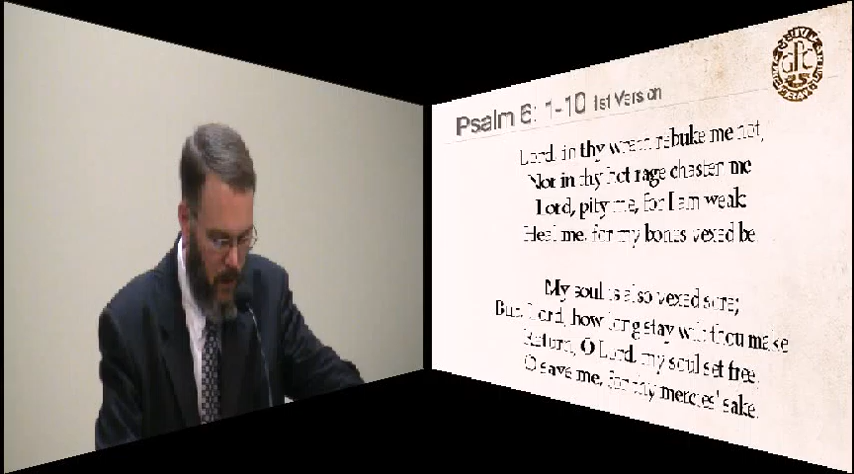 Psalm 6: 1-10 1st Version
Lord, in thy wrath rebuke me not,
Nor in thy hot rage chasten me
Lord, pity me, for I am weak
Heal me, for my bones vexed be
My soul is also vexed sore;
But, Lord, how long stay wilt thou make
Return, O Lord, my soul set free,
O save me, for thy mercies' sake.
GPC